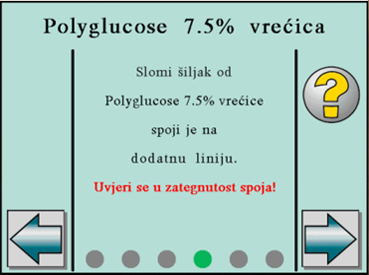 Polyglucose 7.5% vrećica
Slomi šiljak od
Polyglucose 7.5% vrećice
spoji je na
dodatnu liniju.
Uvjeri se u zategnutost spoja!
?